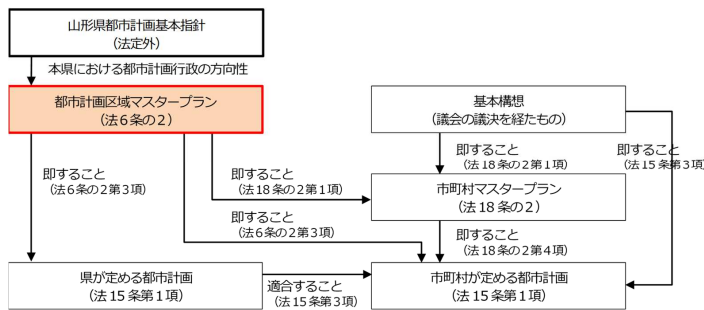 山形県都市計画基本指針
（法定外）
本県における都市計画行政の方向性
都市計画区域マスタープラン
（法６条の２）
基本構想
（議会の議決を経たもの）
即すること
（法６条の２第３項）
即すること
（法18条の２第１項）
即すること
（法18条の２第１項）
即すること
（法15条第３項）
市町村マスタープラン
（法18条の２）
即すること
（法６条の２第３項）
即すること
（法18条の２第４項）
県が定める都市計画
（法15条第１項）
適合すること
（法15条第３項）
市町村が定める都市計画
（法15条第１項）